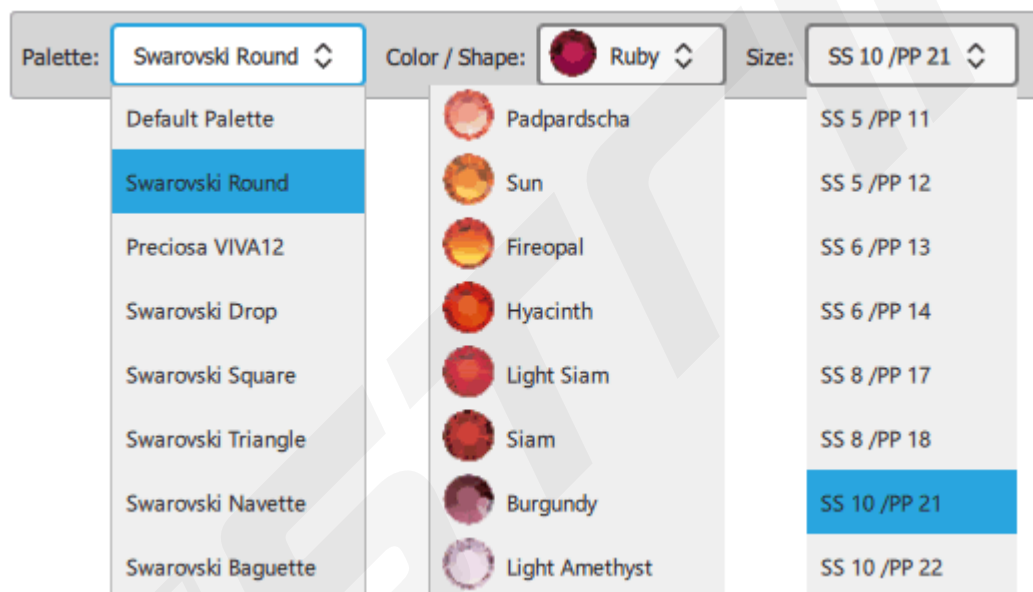 Palette: Swarovski Round Color / Shape: Ruby Size: SS 10 /PP 21
Default Palette Padpardscha SS 5 /PP 11
Swarovski Round Sun SS 5 /PP 12
Preciosa VIVA12 Fireopal SS 6 /PP 13
Swarovski Drop Hyacinth SS 6 /PP 14
Swarovski Square Light Siam SS 8 /PP 17
Swarovski Triangle Siam SS 8 /PP 18
Swarovski Navette Burgundy SS 10 /PP 21
Swarovski Baguette Light Amethyst SS 10 /PP 22